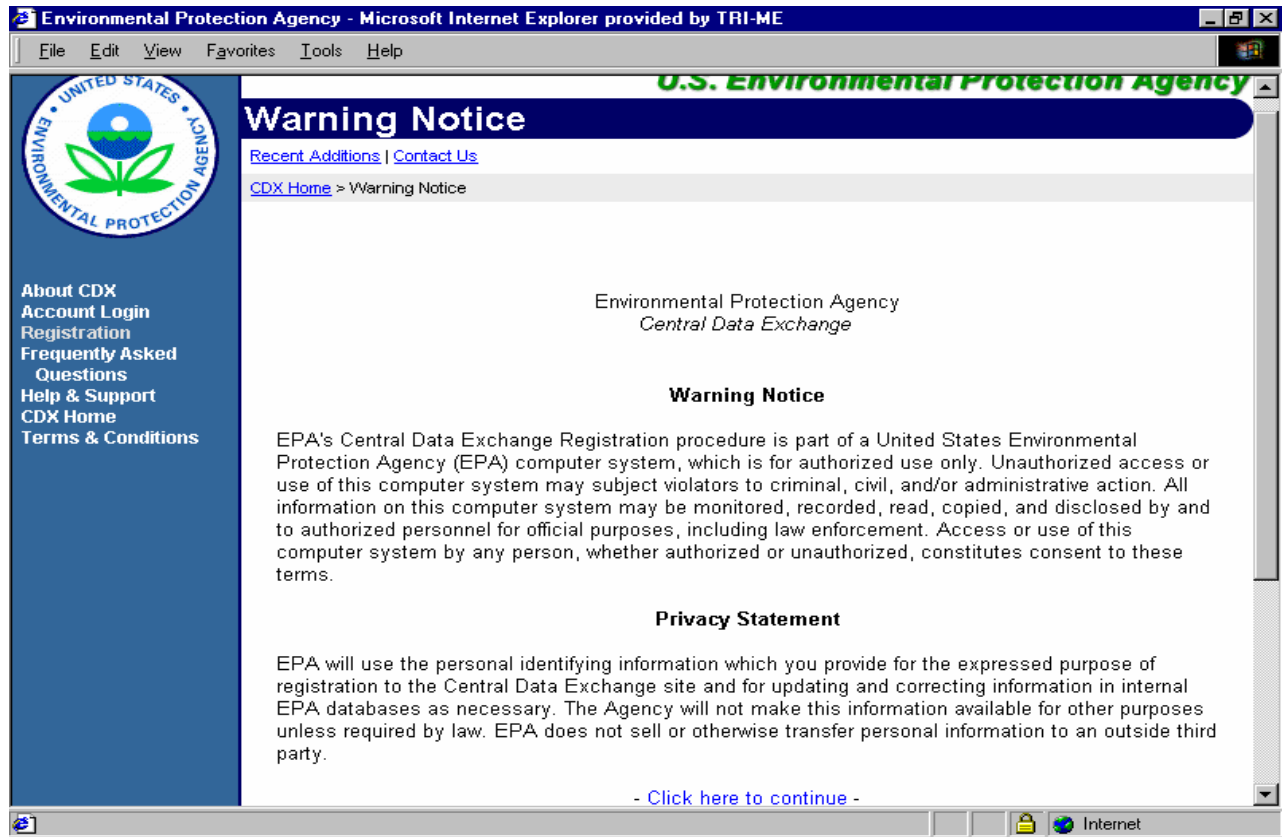 Environmental Protection Agency - Microsoft Internet Explorer provided by TRI-ME
File Edit View Favorites Tools Help
UNITED STATES
ENVIRONMENTAL PROTECTION AGENCY
U.S. Environmental Protection Agency
Warning Notice
Recent Additions | Contact Us
CDX Home > Warning Notice
About CDX
Account Login
Registration
Frequently Asked
Questions
Help & Support
CDX Home
Terms & Conditions
Environmental Protection Agency
Central Data Exchange
Warning Notice
EPA's Central Data Exchange Registration procedure is part of a United States Environmental
Protection Agency (EPA) computer system, which is for authorized use only. Unauthorized access or
use of this computer system may subject violators to criminal, civil, and/or administrative action. All
information on this computer system may be monitored, recorded, read, copied, and disclosed by and
to authorized personnel for official purposes, including law enforcement. Access or use of this
computer system by any person, whether authorized or unauthorized, constitutes consent to these
terms.
Privacy Statement
EPA will use the personal identifying information which you provide for the expressed purpose of
registration to the Central Data Exchange site and for updating and correcting information in internal
EPA databases as necessary. The Agency will not make this information available for other purposes
unless required by law. EPA does not sell or otherwise transfer personal information to an outside third
party.
- Click here to continue -
Internet